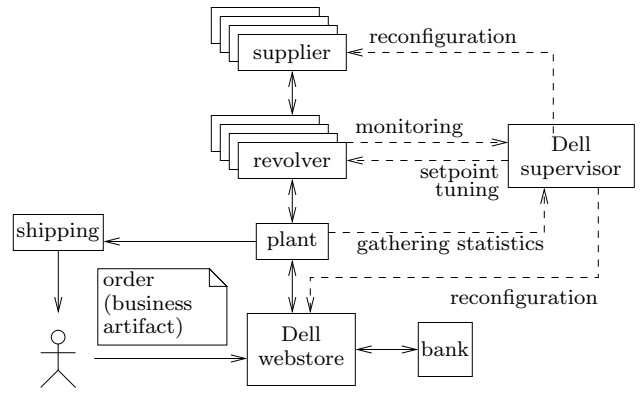 reconfiguration
supplier
monitoring
Dell
supervisor
revolver
setpoint
tuning
shipping
plant
gathering statistics
order
(business
artifact)
reconfiguration
Dell
webstore
bank